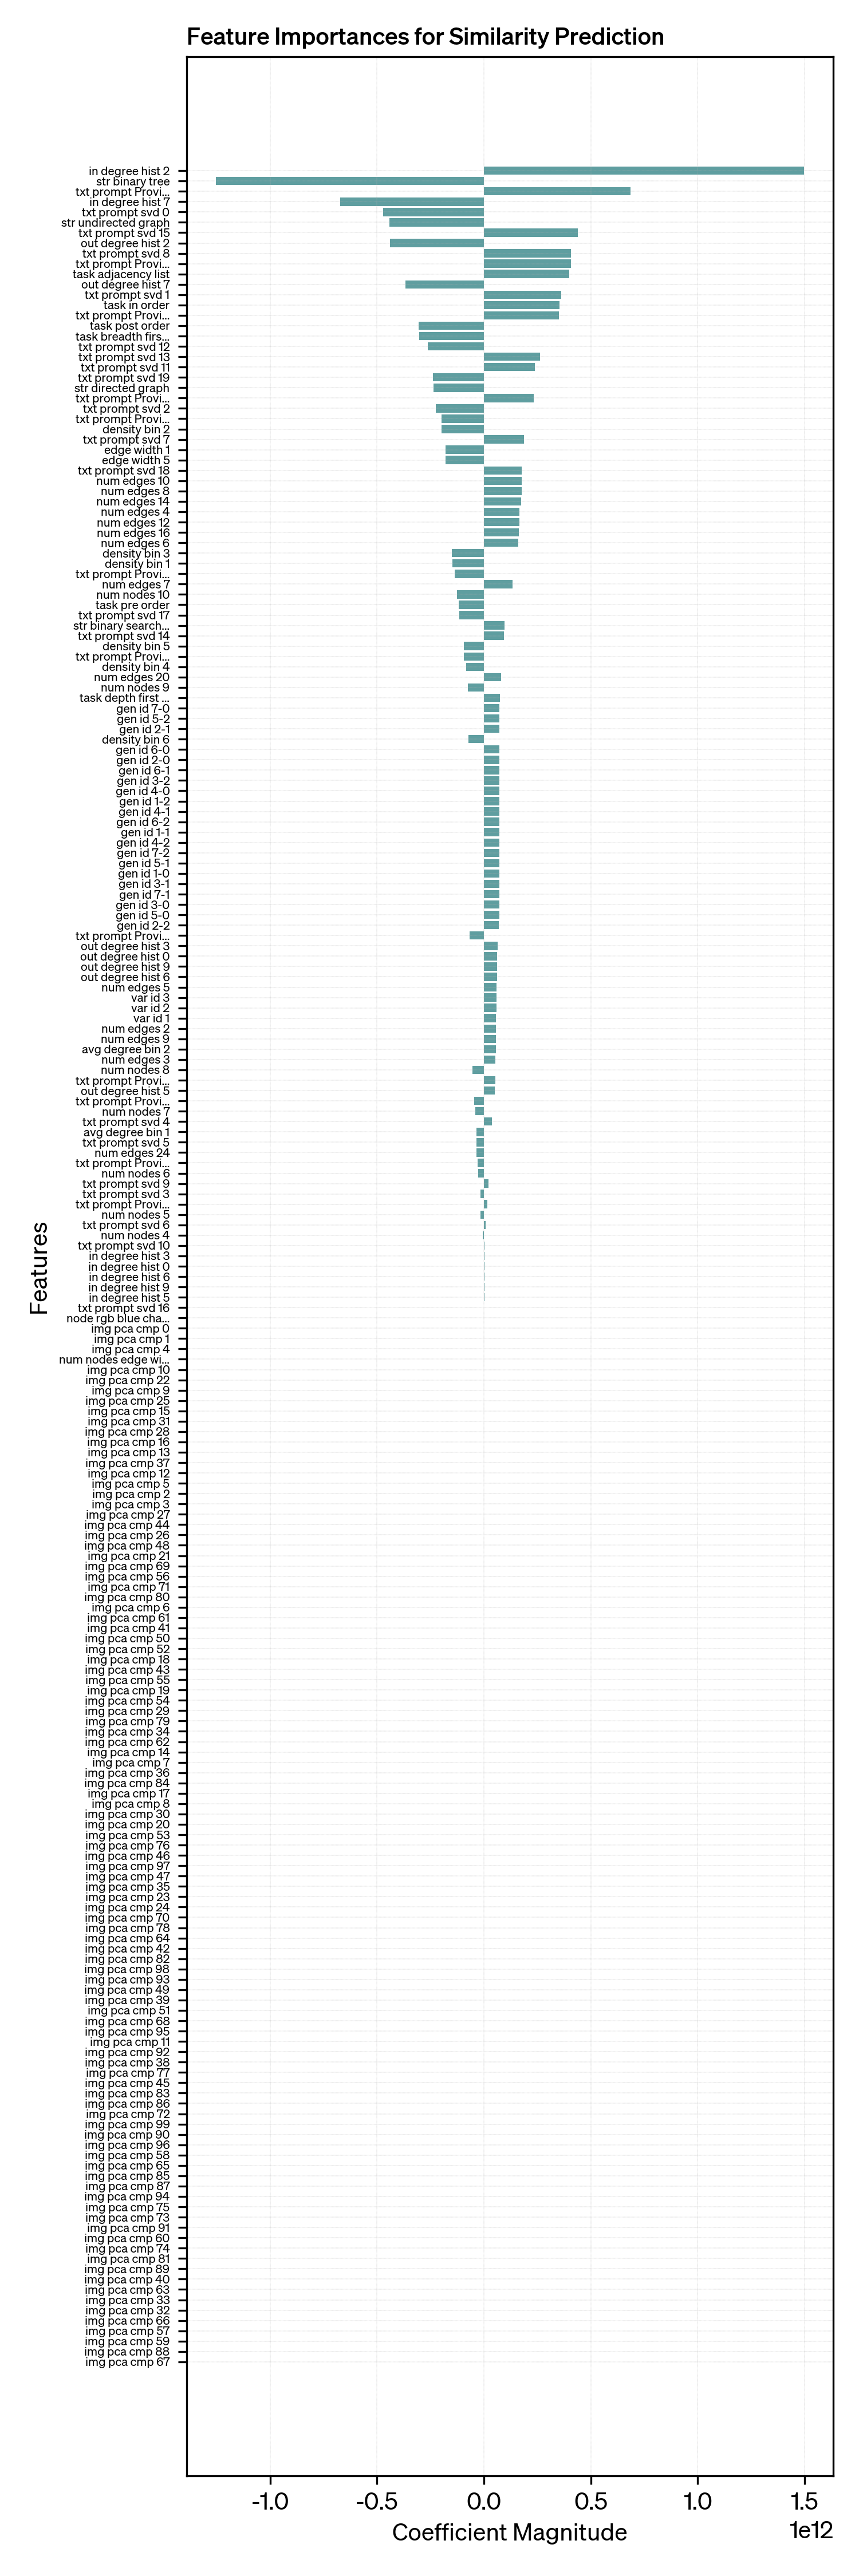 Feature Importances for Similarity Prediction
in degree hist 2
str binary tree
txt prompt Provi...
in degree hist 7
txt prompt svd 0
str undirected graph
txt prompt svd 15
out degree hist 2
txt prompt svd 8
txt prompt Provi...
task adjacency list
out degree hist 7
txt prompt svd 1
task in order
txt prompt Provi...
task post order
task breadth firs...
txt prompt svd 12
txt prompt svd 13
txt prompt svd 11
txt prompt svd 19
str directed graph
txt prompt Provi...
txt prompt svd 2
txt prompt Provi...
density bin 2
txt prompt svd 7
edge width 1
edge width 5
txt prompt svd 18
num edges 10
num edges 8
num edges 14
num edges 4
num edges 12
num edges 16
num edges 6
density bin 3
density bin 1
txt prompt Provi...
num edges 7
num nodes 10
task pre order
txt prompt svd 17
str binary search...
txt prompt svd 14
density bin 5
txt prompt Provi...
density bin 4
num edges 20
num nodes 9
task depth first ...
gen id 7-0
gen id 5-2
gen id 2-1
density bin 6
gen id 6-0
gen id 2-0
gen id 6-1
gen id 3-2
gen id 4-0
gen id 1-2
gen id 4-1
gen id 6-2
gen id 1-1
gen id 4-2
gen id 7-2
gen id 5-1
gen id 1-0
gen id 3-1
gen id 7-1
gen id 3-0
gen id 5-0
gen id 2-2
txt prompt Provi...
out degree hist 3
out degree hist 0
out degree hist 9
out degree hist 6
num edges 5
var id 3
var id 2
var id 1
num edges 2
num edges 9
avg degree bin 2
num edges 3
num nodes 8
txt prompt Provi...
out degree hist 5
txt prompt Provi...
num nodes 7
txt prompt svd 4
avg degree bin 1
txt prompt svd 5
num edges 24
txt prompt Provi...
num nodes 6
txt prompt svd 9
txt prompt svd 3
txt prompt Provi...
num nodes 5
txt prompt svd 6
num nodes 4
txt prompt svd 10
in degree hist 3
in degree hist 0
in degree hist 6
in degree hist 9
in degree hist 5
txt prompt svd 16
node rgb blue cha...
img pca cmp 0
img pca cmp 1
img pca cmp 4
num nodes edge wi...
img pca cmp 10
img pca cmp 22
img pca cmp 9
img pca cmp 25
img pca cmp 15
img pca cmp 31
img pca cmp 28
img pca cmp 16
img pca cmp 13
img pca cmp 37
img pca cmp 12
img pca cmp 5
img pca cmp 2
img pca cmp 3
img pca cmp 27
img pca cmp 44
img pca cmp 26
img pca cmp 48
img pca cmp 21
img pca cmp 69
img pca cmp 56
img pca cmp 71
img pca cmp 80
img pca cmp 6
img pca cmp 61
img pca cmp 41
img pca cmp 50
img pca cmp 52
img pca cmp 18
img pca cmp 43
img pca cmp 55
img pca cmp 19
img pca cmp 54
img pca cmp 29
img pca cmp 79
img pca cmp 34
img pca cmp 62
img pca cmp 14
img pca cmp 7
img pca cmp 36
img pca cmp 84
img pca cmp 17
img pca cmp 8
img pca cmp 30
img pca cmp 20
img pca cmp 53
img pca cmp 76
img pca cmp 46
img pca cmp 97
img pca cmp 47
img pca cmp 35
img pca cmp 23
img pca cmp 24
img pca cmp 70
img pca cmp 78
img pca cmp 64
img pca cmp 42
img pca cmp 82
img pca cmp 98
img pca cmp 93
img pca cmp 49
img pca cmp 39
img pca cmp 51
img pca cmp 68
img pca cmp 95
img pca cmp 11
img pca cmp 92
img pca cmp 38
img pca cmp 77
img pca cmp 45
img pca cmp 83
img pca cmp 86
img pca cmp 72
img pca cmp 99
img pca cmp 90
img pca cmp 96
img pca cmp 58
img pca cmp 65
img pca cmp 85
img pca cmp 87
img pca cmp 94
img pca cmp 75
img pca cmp 73
img pca cmp 91
img pca cmp 60
img pca cmp 74
img pca cmp 81
img pca cmp 89
img pca cmp 40
img pca cmp 63
img pca cmp 33
img pca cmp 32
img pca cmp 66
img pca cmp 57
img pca cmp 59
img pca cmp 88
img pca cmp 67
Features
-1.0 -0.5 0.0 0.5 1.0 1.5
1e12
Coefficient Magnitude